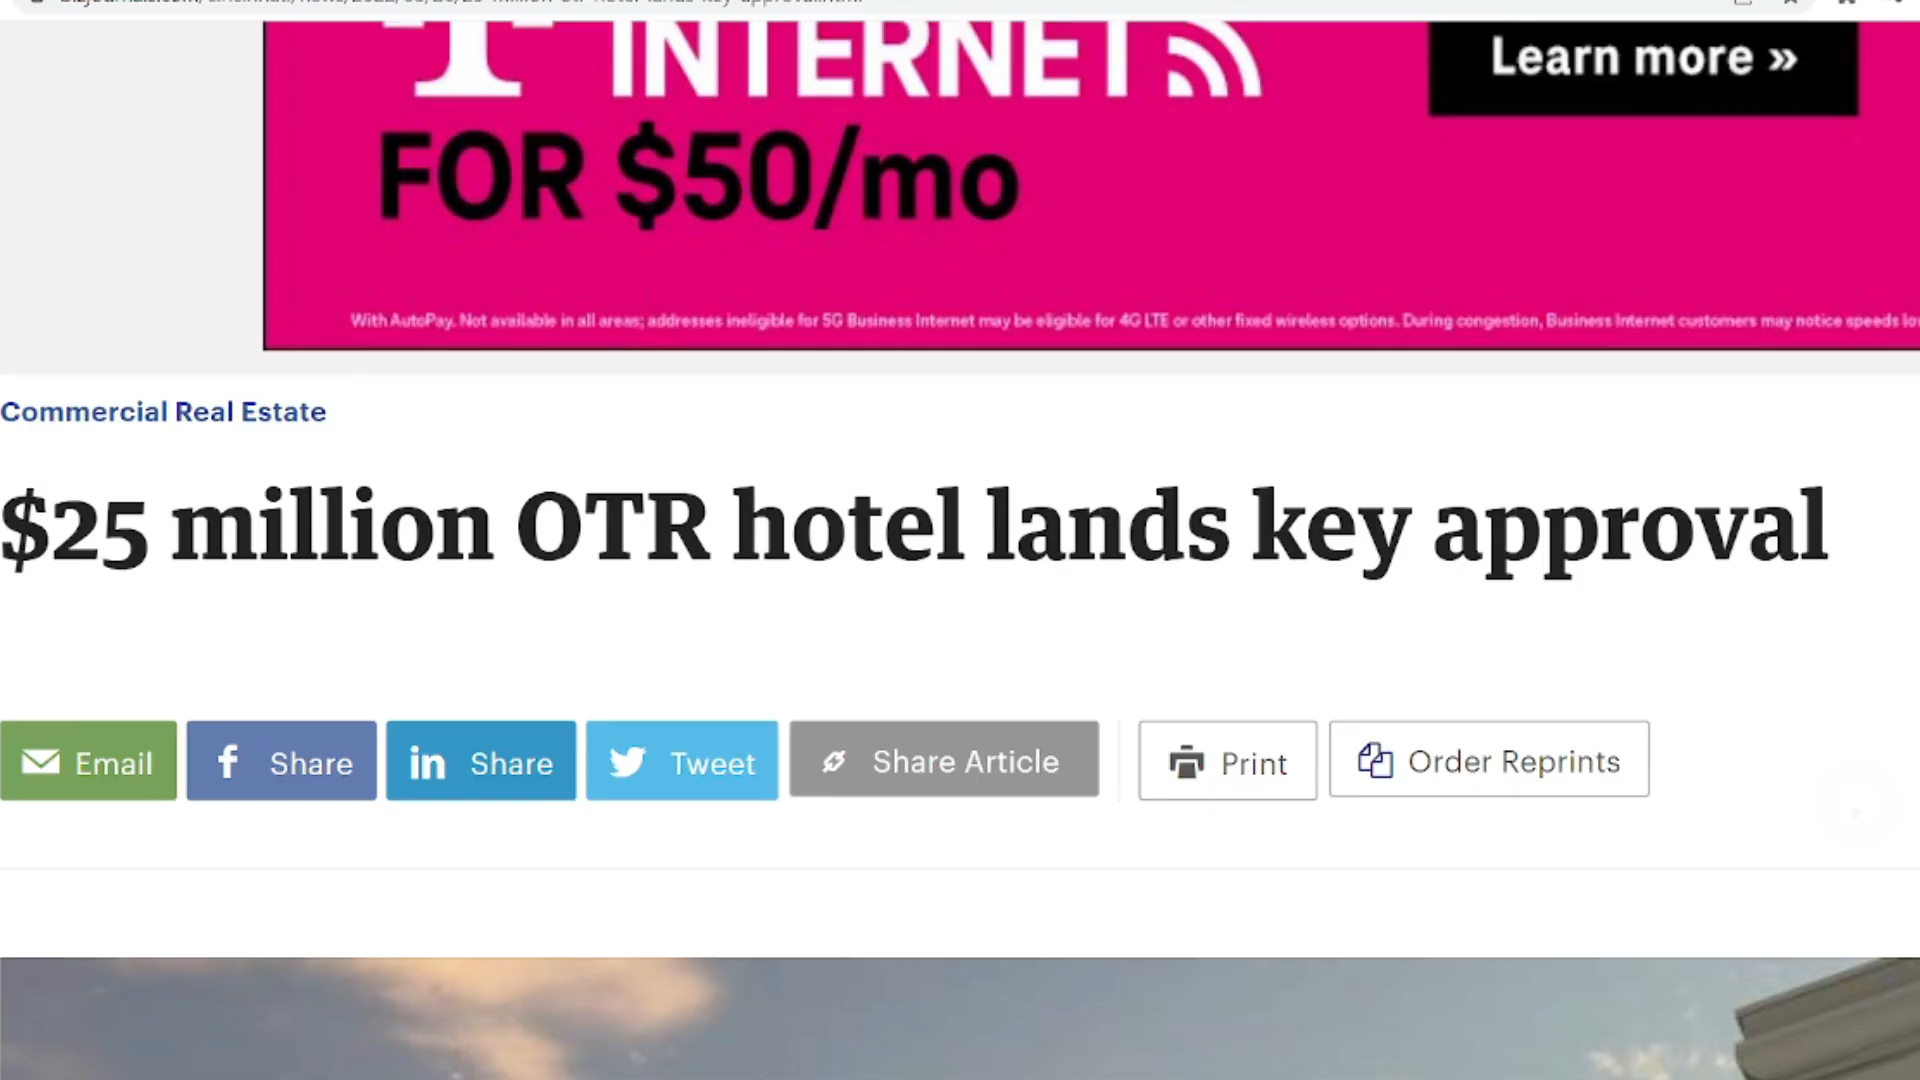 INTERNET
Learn more »
FOR $50/mo
With AutoPay. Not available in all areas; addresses ineligible for 5G Business Internet may be eligible for 4G LTE or other fixed wireless options. During congestion, Business Internet customers may notice speeds
Commercial Real Estate
$25 million OTR hotel lands key approval
Email
Share
Share
Tweet
Share Article
Print
Order Reprints